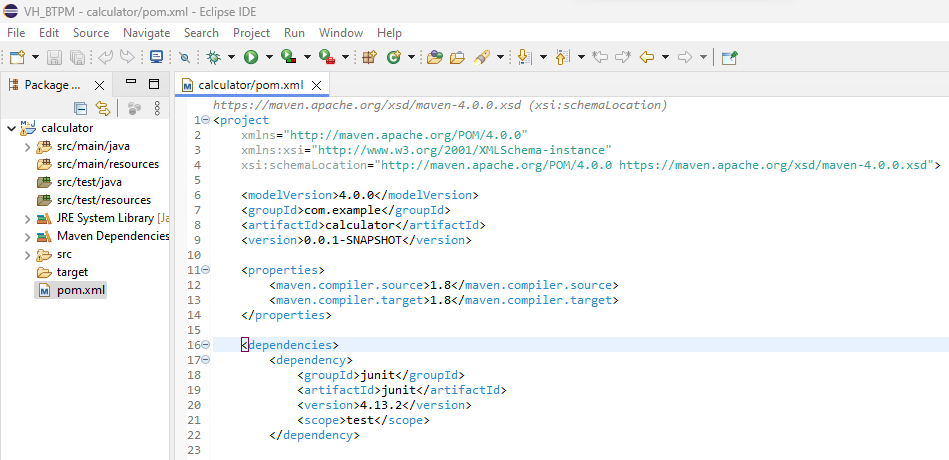 VH_BTPM - calculator/pom.xml - Eclipse IDE
File Edit Source Navigate Search Project Run Window Help
Package ...
calculator
src/main/java
src/main/resources
src/test/java
src/test/resources
JRE System Library [Ja
Maven Dependencies
src
target
pom.xml
calculator/pom.xml
https://maven.apache.org/xsd/maven-4.0.0.xsd (xsi:schemaLocation)
1 <project
2 xmlns="http://maven.apache.org/POM/4.0.0"
3 xmlns:xsi="http://www.w3.org/2001/XMLSchema-instance"
4 xsi:schemaLocation="http://maven.apache.org/POM/4.0.0 https://maven.apache.org/xsd/maven-4.0.0.xsd">
5
6 <modelVersion>4.0.0</modelVersion>
7 <groupId>com.example</groupId>
8 <artifactId>calculator</artifactId>
9 <version>0.0.1-SNAPSHOT</version>
10
11 <properties>
12 <maven.compiler.source>1.8</maven.compiler.source>
13 <maven.compiler.target>1.8</maven.compiler.target>
14 </properties>
15
16 <dependencies>
17 <dependency>
18 <groupId>junit</groupId>
19 <artifactId>junit</artifactId>
20 <version>4.13.2</version>
21 <scope>test</scope>
22 </dependency>
23